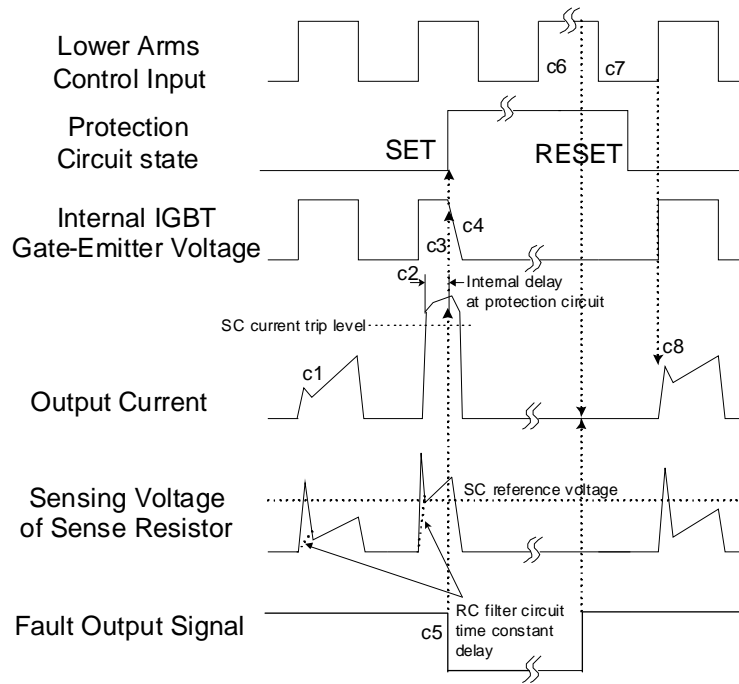 Lower Arms
Control Input
c6
c7
Protection
Circuit state
SET
RESET
Internal IGBT
Gate-Emitter Voltage
c4
c3
c2
Internal delay
at protection circuit
SC current trip level
c1
c8
Output Current
Sensing Voltage
of Sense Resistor
SC reference voltage
Fault Output Signal
c5
RC filter circuit
time constant
delay